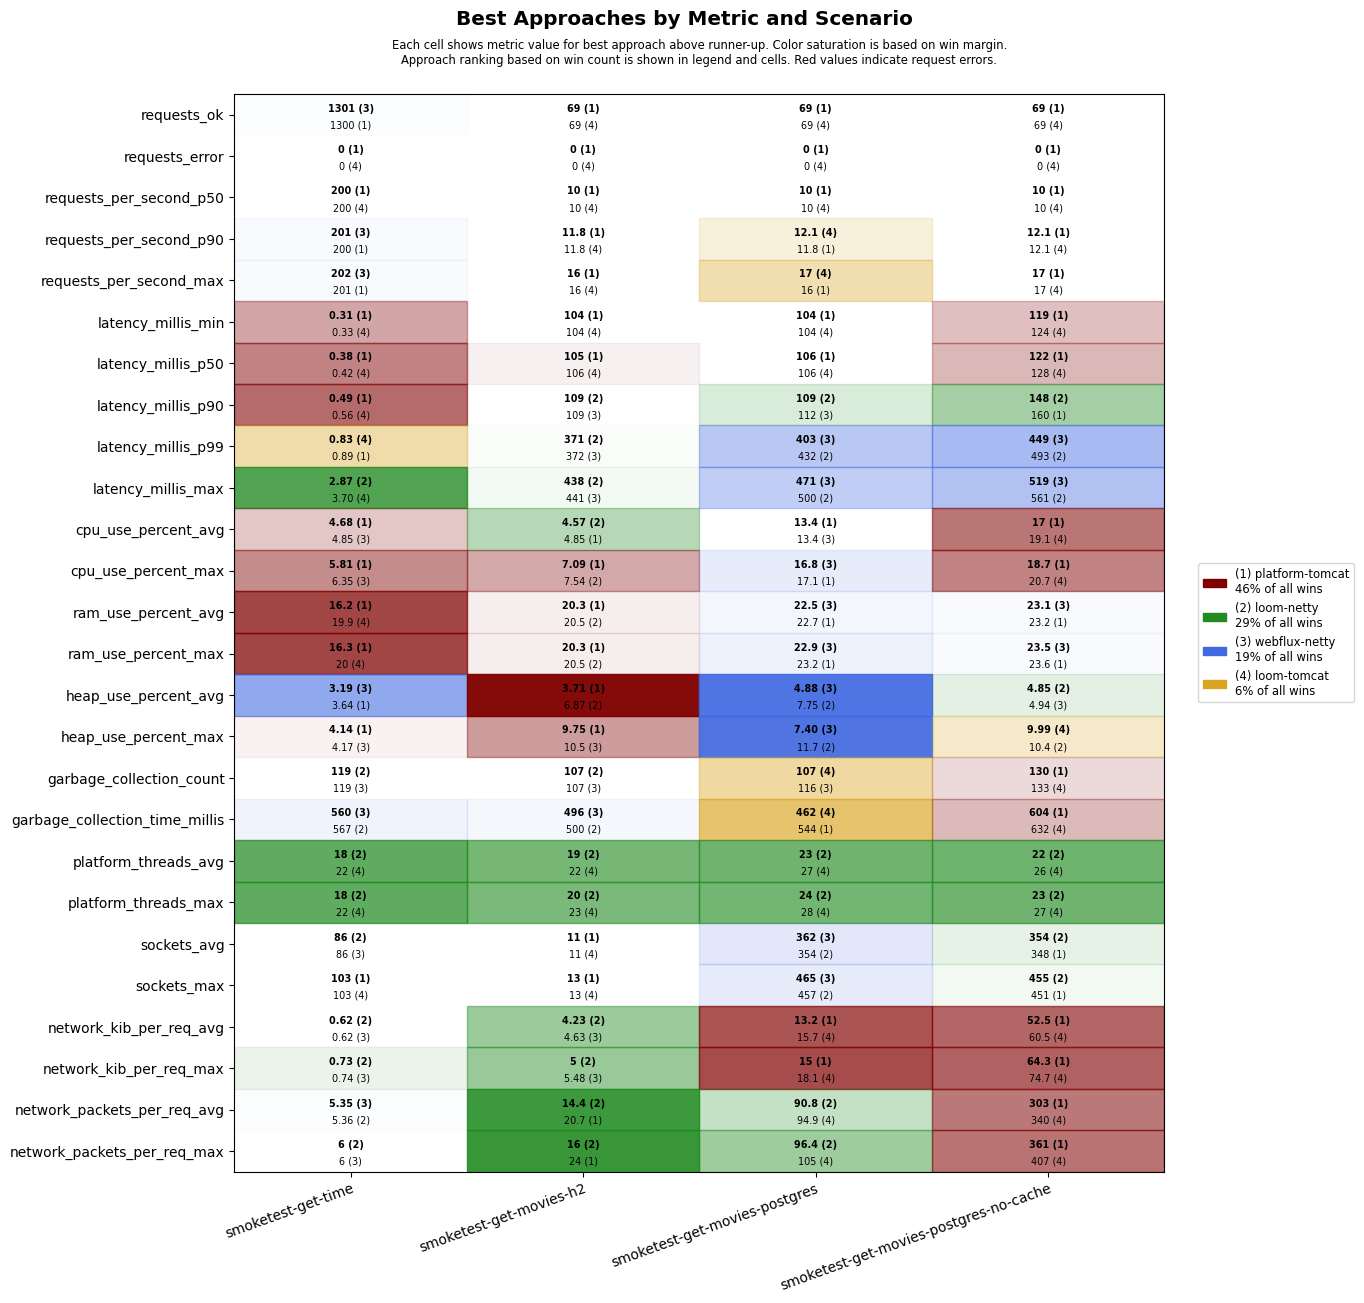 Best Approaches by Metric and Scenario
Each cell shows metric value for best approach above runner-up. Color saturation is based on win margin.
Approach ranking based on win count is shown in legend and cells. Red values indicate request errors.
requests_ok
1301 (3) 69 (1) 69 (1) 69 (1)
1300 (1) 69 (4) 69 (4) 69 (4)
requests_error
0 (1) 0 (1) 0 (1) 0 (1)
0 (4) 0 (4) 0 (4) 0 (4)
requests_per_second_p50
200 (1) 10 (1) 10 (1) 10 (1)
200 (4) 10 (4) 10 (4) 10 (4)
requests_per_second_p90
201 (3) 11.8 (1) 12.1 (4) 12.1 (1)
200 (1) 11.8 (4) 11.8 (1) 12.1 (4)
requests_per_second_max
202 (3) 16 (1) 17 (4) 17 (1)
201 (1) 16 (4) 16 (1) 17 (4)
latency_millis_min
0.31 (1) 104 (1) 104 (1) 119 (1)
0.33 (4) 104 (4) 104 (4) 124 (4)
latency_millis_p50
0.38 (1) 105 (1) 106 (1) 122 (1)
0.42 (4) 106 (4) 106 (4) 128 (4)
latency_millis_p90
0.49 (1) 109 (2) 109 (2) 148 (2)
0.56 (4) 109 (3) 112 (3) 160 (1)
latency_millis_p99
0.83 (4) 371 (2) 403 (3) 449 (3)
0.89 (1) 372 (3) 432 (2) 493 (2)
latency_millis_max
2.87 (2) 438 (2) 471 (3) 519 (3)
3.70 (4) 441 (3) 500 (2) 561 (2)
cpu_use_percent_avg
4.68 (1) 4.57 (2) 13.4 (1) 17 (1)
4.85 (3) 4.85 (1) 13.4 (3) 19.1 (4)
cpu_use_percent_max
5.81 (1) 7.09 (1) 16.8 (3) 18.7 (1)
6.35 (3) 7.54 (2) 17.1 (1) 20.7 (4)
ram_use_percent_avg
16.2 (1) 20.3 (1) 22.5 (3) 23.1 (3)
19.9 (4) 20.5 (2) 22.7 (1) 23.2 (1)
ram_use_percent_max
16.3 (1) 20.3 (1) 22.9 (3) 23.5 (3)
20 (4) 20.5 (2) 23.2 (1) 23.6 (1)
heap_use_percent_avg
3.19 (3) 3.71 (1) 4.88 (3) 4.85 (2)
3.64 (1) 6.87 (2) 7.75 (2) 4.94 (3)
heap_use_percent_max
4.14 (1) 9.75 (1) 7.40 (3) 9.99 (4)
4.17 (3) 10.5 (3) 11.7 (2) 10.4 (2)
garbage_collection_count
119 (2) 107 (2) 107 (4) 130 (1)
119 (3) 107 (3) 116 (3) 133 (4)
garbage_collection_time_millis
560 (3) 496 (3) 462 (4) 604 (1)
567 (2) 500 (2) 544 (1) 632 (4)
platform_threads_avg
18 (2) 19 (2) 23 (2) 22 (2)
22 (4) 22 (4) 27 (4) 26 (4)
platform_threads_max
18 (2) 20 (2) 24 (2) 23 (2)
22 (4) 23 (4) 28 (4) 27 (4)
sockets_avg
86 (2) 11 (1) 362 (3) 354 (2)
86 (3) 11 (4) 354 (2) 348 (1)
sockets_max
103 (1) 13 (1) 465 (3) 455 (2)
103 (4) 13 (4) 457 (2) 451 (1)
network_kib_per_req_avg
0.62 (2) 4.23 (2) 13.2 (1) 52.5 (1)
0.62 (3) 4.63 (3) 15.7 (4) 60.5 (4)
network_kib_per_req_max
0.73 (2) 5 (2) 15 (1) 64.3 (1)
0.74 (3) 5.48 (3) 18.1 (4) 74.7 (4)
network_packets_per_req_avg
5.35 (3) 14.4 (2) 90.8 (2) 303 (1)
5.36 (2) 20.7 (1) 94.9 (4) 340 (4)
network_packets_per_req_max
6 (2) 16 (2) 96.4 (2) 361 (1)
6 (3) 24 (1) 105 (4) 407 (4)
smoketest-get-time
smoketest-get-movies-h2
smoketest-get-movies-postgres
smoketest-get-movies-postgres-no-cache
(1) platform-tomcat
46% of all wins
(2) loom-netty
29% of all wins
(3) webflux-netty
19% of all wins
(4) loom-tomcat
6% of all wins